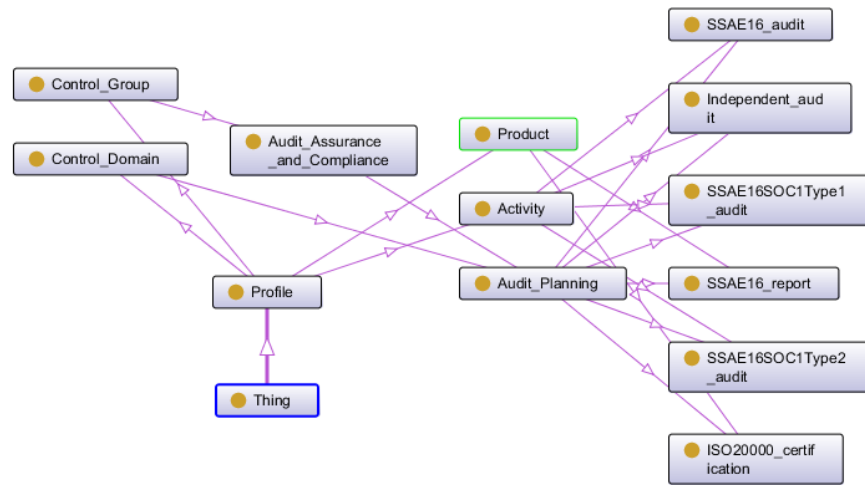 SSAE16_audit
Control_Group
Independent_aud
it
Product
Audit_Assurance
_and_Compliance
Control_Domain
SSAE16SOC1Type1
_audit
Activity
Profile
Audit_Planning
SSAE16_report
SSAE16SOC1Type2
_audit
Thing
ISO20000_certif
ication